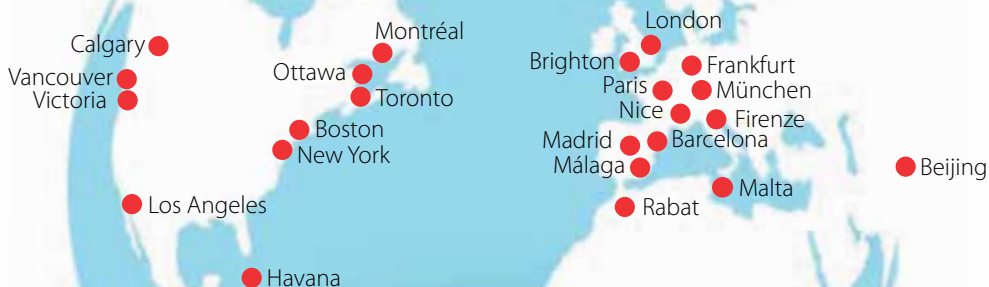 London
Montréal
Calgary
Brighton
Frankfurt
Ottawa
Vancouver
Paris
München
Victoria
Toronto
Nice
Firenze
Boston
Madrid
Barcelona
New York
Málaga
Beijing
Malta
Los Angeles
Rabat
Havana